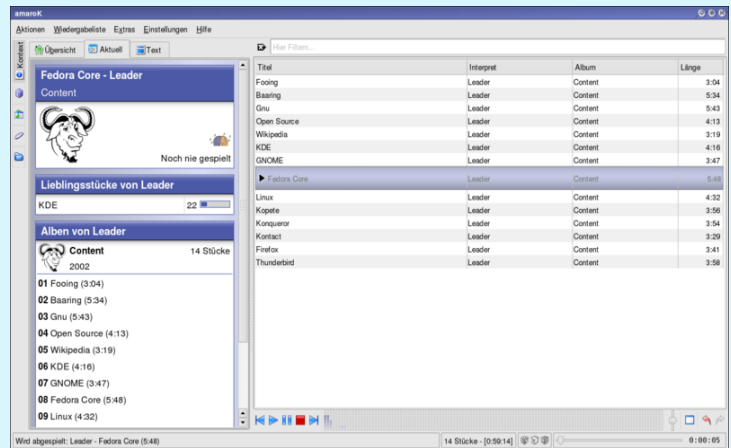 amaroK
Aktionen Wiedergabeliste Extras Einstellungen Hilfe
Kontext
Übersicht Aktuell Text
Fedora Core - Leader
Content
Noch nie gespielt
Lieblingsstücke von Leader
KDE 22
Alben von Leader
Content 14 Stücke
2002
01 Fooing (3:04)
02 Baaring (5:34)
03 Gnu (5:43)
04 Open Source (4:13)
05 Wikipedia (3:19)
06 KDE (4:16)
07 GNOME (3:47)
08 Fedora Core (5:48)
09 Linux (4:32)
Hier Filtern...
Titel Interpret Album Länge
Fooing Leader Content 3:04
Baaring Leader Content 5:34
Gnu Leader Content 5:43
Open Source Leader Content 4:13
Wikipedia Leader Content 3:19
KDE Leader Content 4:16
GNOME Leader Content 3:47
Fedora Core Leader Content 5:48
Linux Leader Content 4:32
Kopete Leader Content 3:56
Konqueror Leader Content 3:54
Kontact Leader Content 3:29
Firefox Leader Content 3:41
Thunderbird Leader Content 3:58
Wird abgespielt: Leader - Fedora Core (5:48)
14 Stücke - [0:59:14]
0:00:05